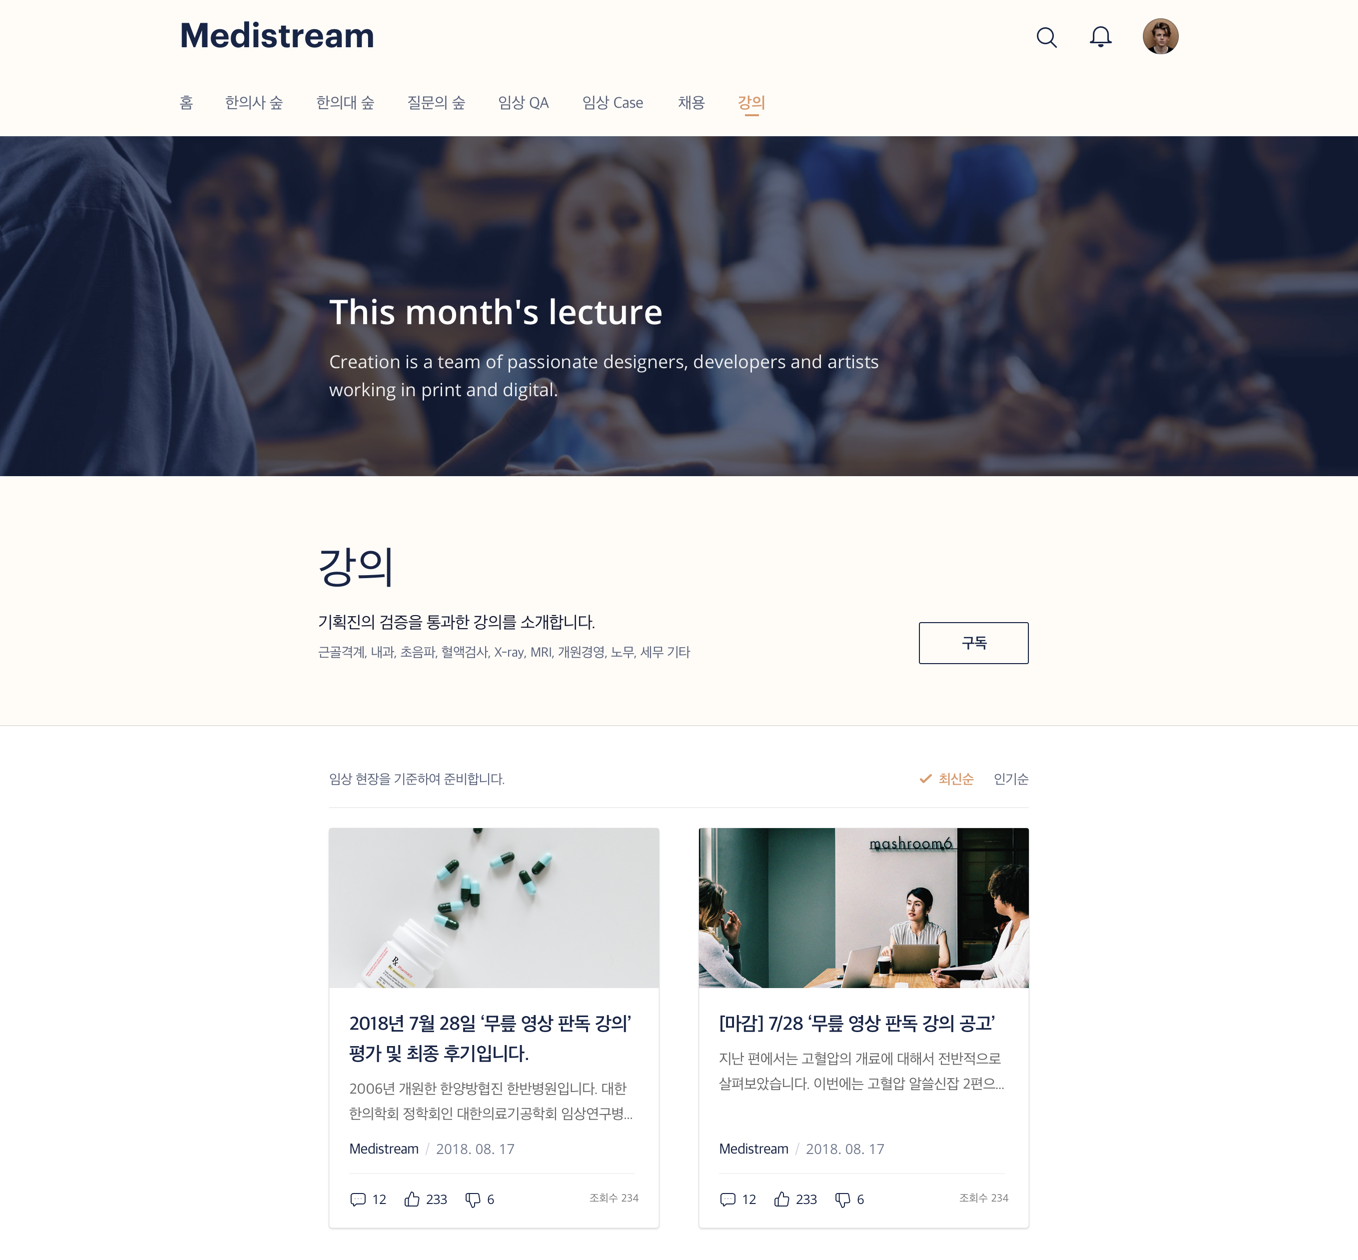 Medistream
홈 한의사 숲 한의대 숲 질문의 숲 임상 QA 임상 Case 채용 강의
This month's lecture
Creation is a team of passionate designers, developers and artists
working in print and digital.
강의
기획진의 검증을 통과한 강의를 소개합니다.
근골격계, 내과, 초음파, 혈액검사, X-ray, MRI, 개원경영, 노무, 세무 기타
구독
임상 현장을 기준하여 준비합니다.
최신순 인기순
mashroom6
2018년 7월 28일 ‘무릎 영상 판독 강의’
평가 및 최종 후기입니다.
2006년 개원한 한양방협진 한반병원입니다. 대한
한의학회 정학회인 대한의료기공학회 임상연구병...
Medistream / 2018. 08. 17
12 233 6 조회수 234
[마감] 7/28 ‘무릎 영상 판독 강의 공고’
지난 편에서는 고혈압의 개료에 대해서 전반적으로
살펴보았습니다. 이번에는 고혈압 알쓸신잡 2편으...
Medistream / 2018. 08. 17
12 233 6 조회수 234